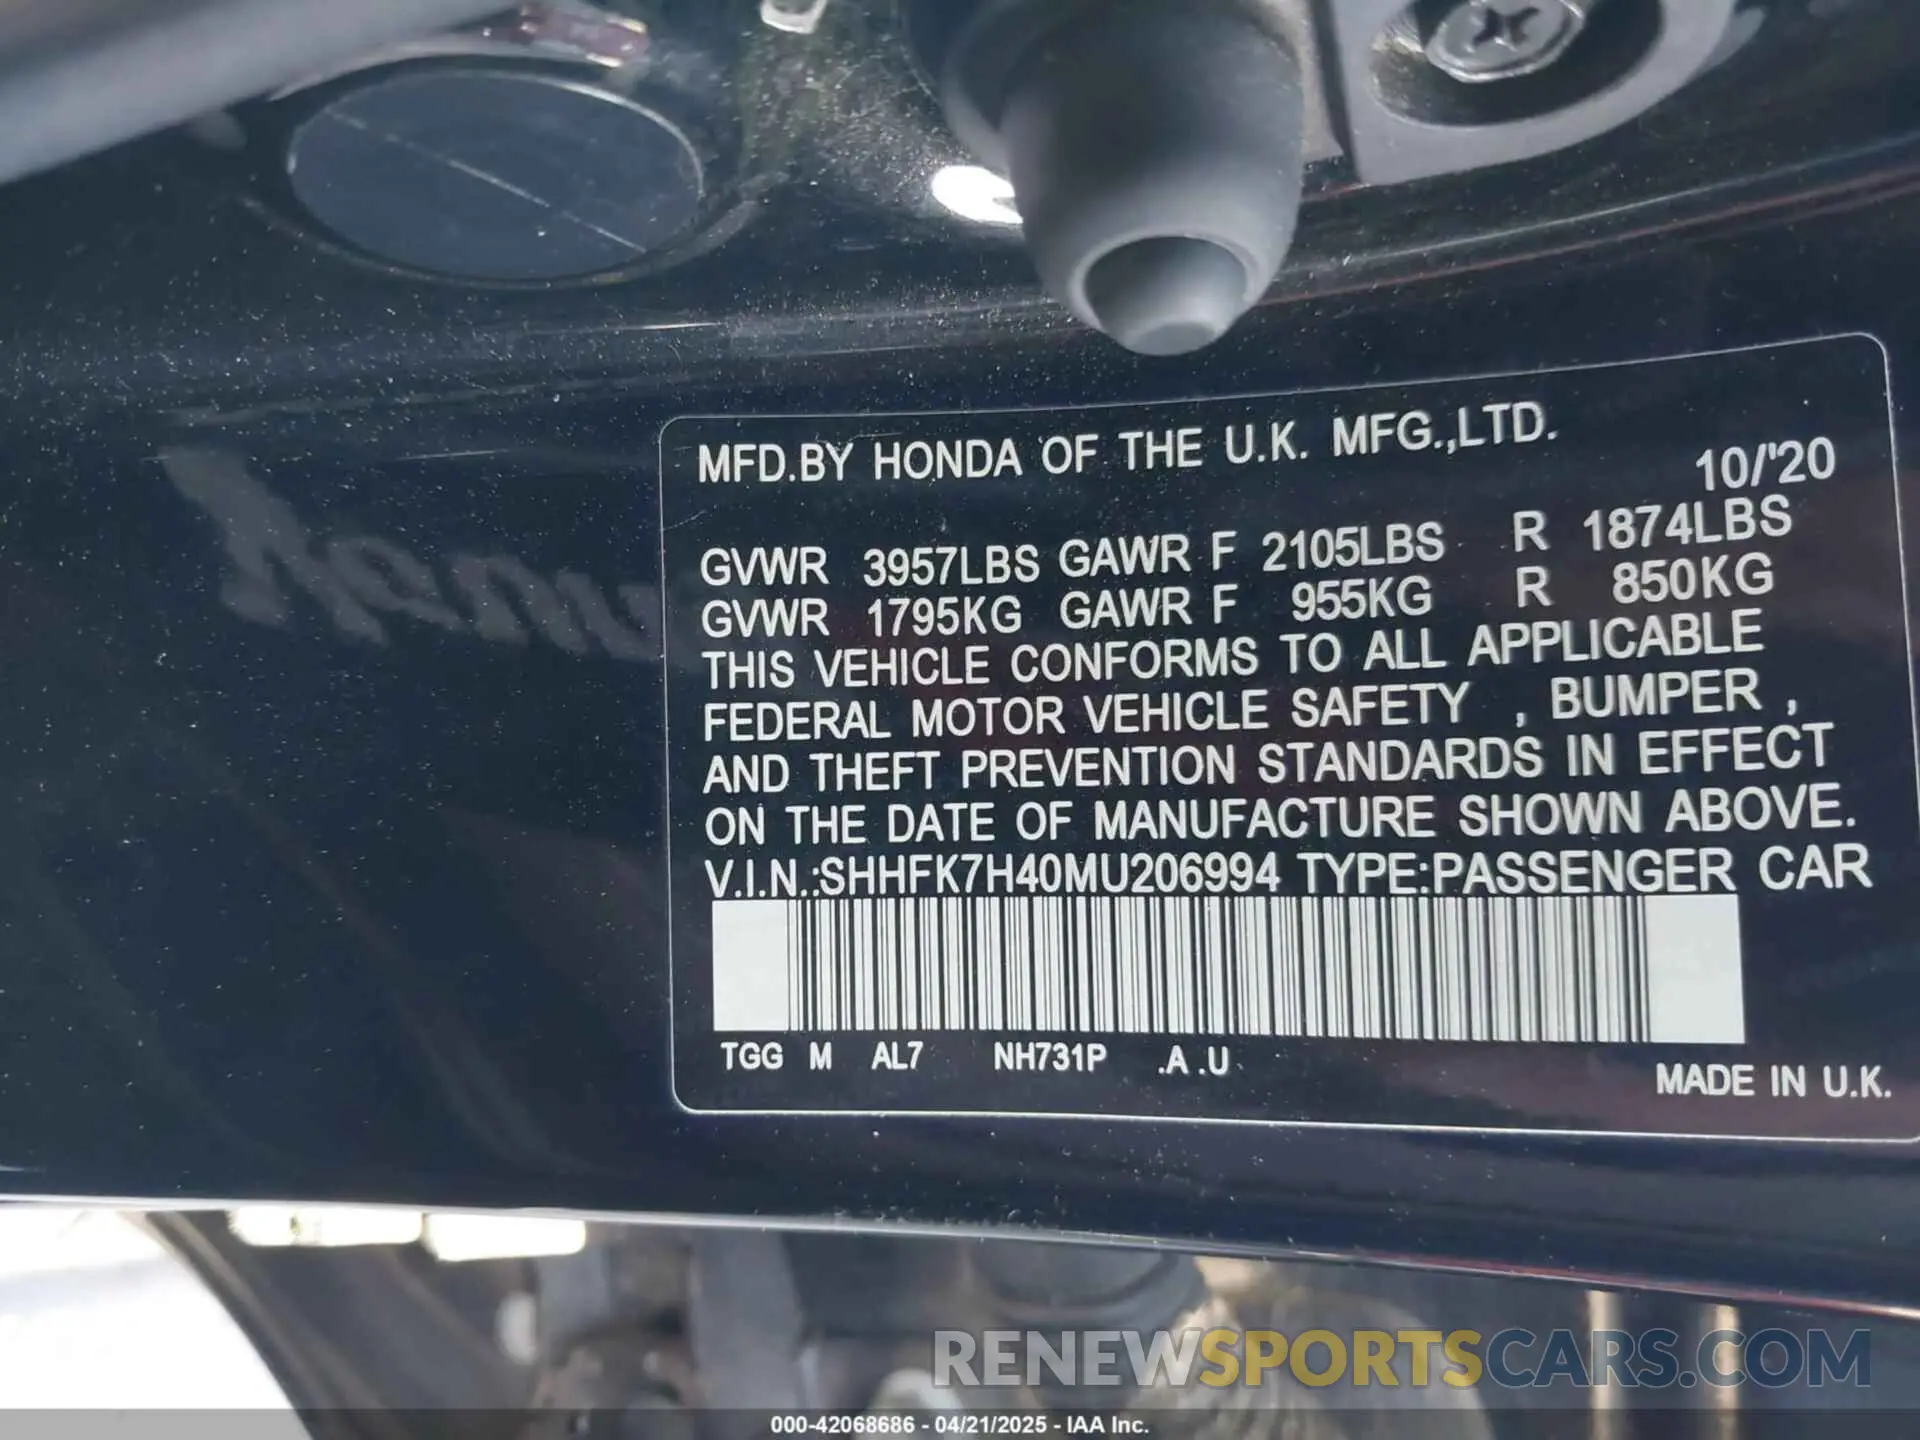 MFD.BY HONDA OF THE U.K. MFG.,LTD.
10/'20
GVWR 3957LBS GAWR F 2105LBS R 1874LBS
GVWR 1795KG GAWR F 955KG R 850KG
THIS VEHICLE CONFORMS TO ALL APPLICABLE
FEDERAL MOTOR VEHICLE SAFETY , BUMPER ,
AND THEFT PREVENTION STANDARDS IN EFFECT
ON THE DATE OF MANUFACTURE SHOWN ABOVE.
V.I.N.:SHHFK7H40MU206994 TYPE:PASSENGER CAR
TGG M AL7 NH731P .A .U
MADE IN U.K.
RENEWSPORTSCARS.COM
000-42068686 - 04/21/2025 - IAA Inc.